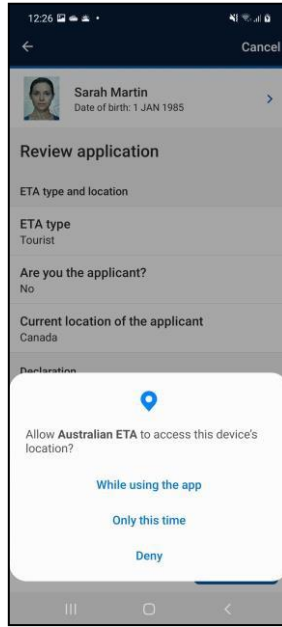 12:26
Cancel
Sarah Martin
Date of birth: 1 JAN 1985
Review application
ETA type and location
ETA type
Tourist
Are you the applicant?
No
Current location of the applicant
Canada
Declaration
Allow Australian ETA to access this device's
location?
While using the app
Only this time
Deny